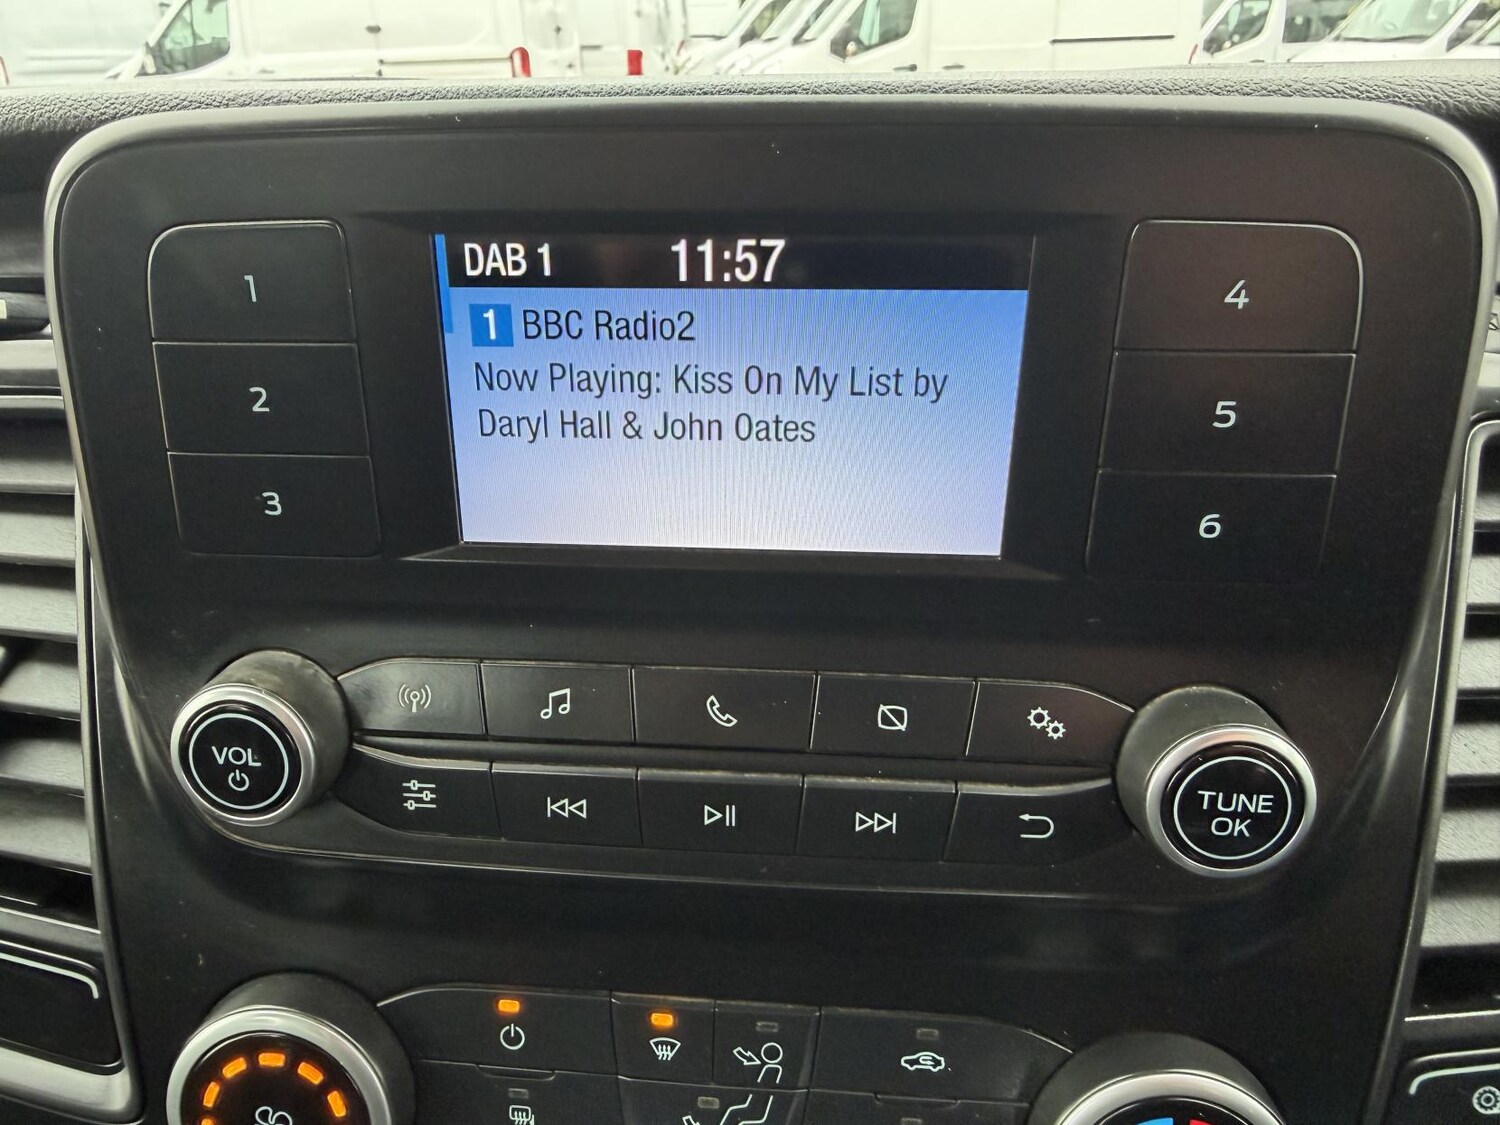 DAB 1 11:57
1 BBC Radio2
Now Playing: Kiss On My List by
Daryl Hall & John Oates
1
2
3
4
5
6
VOL
TUNE
OK